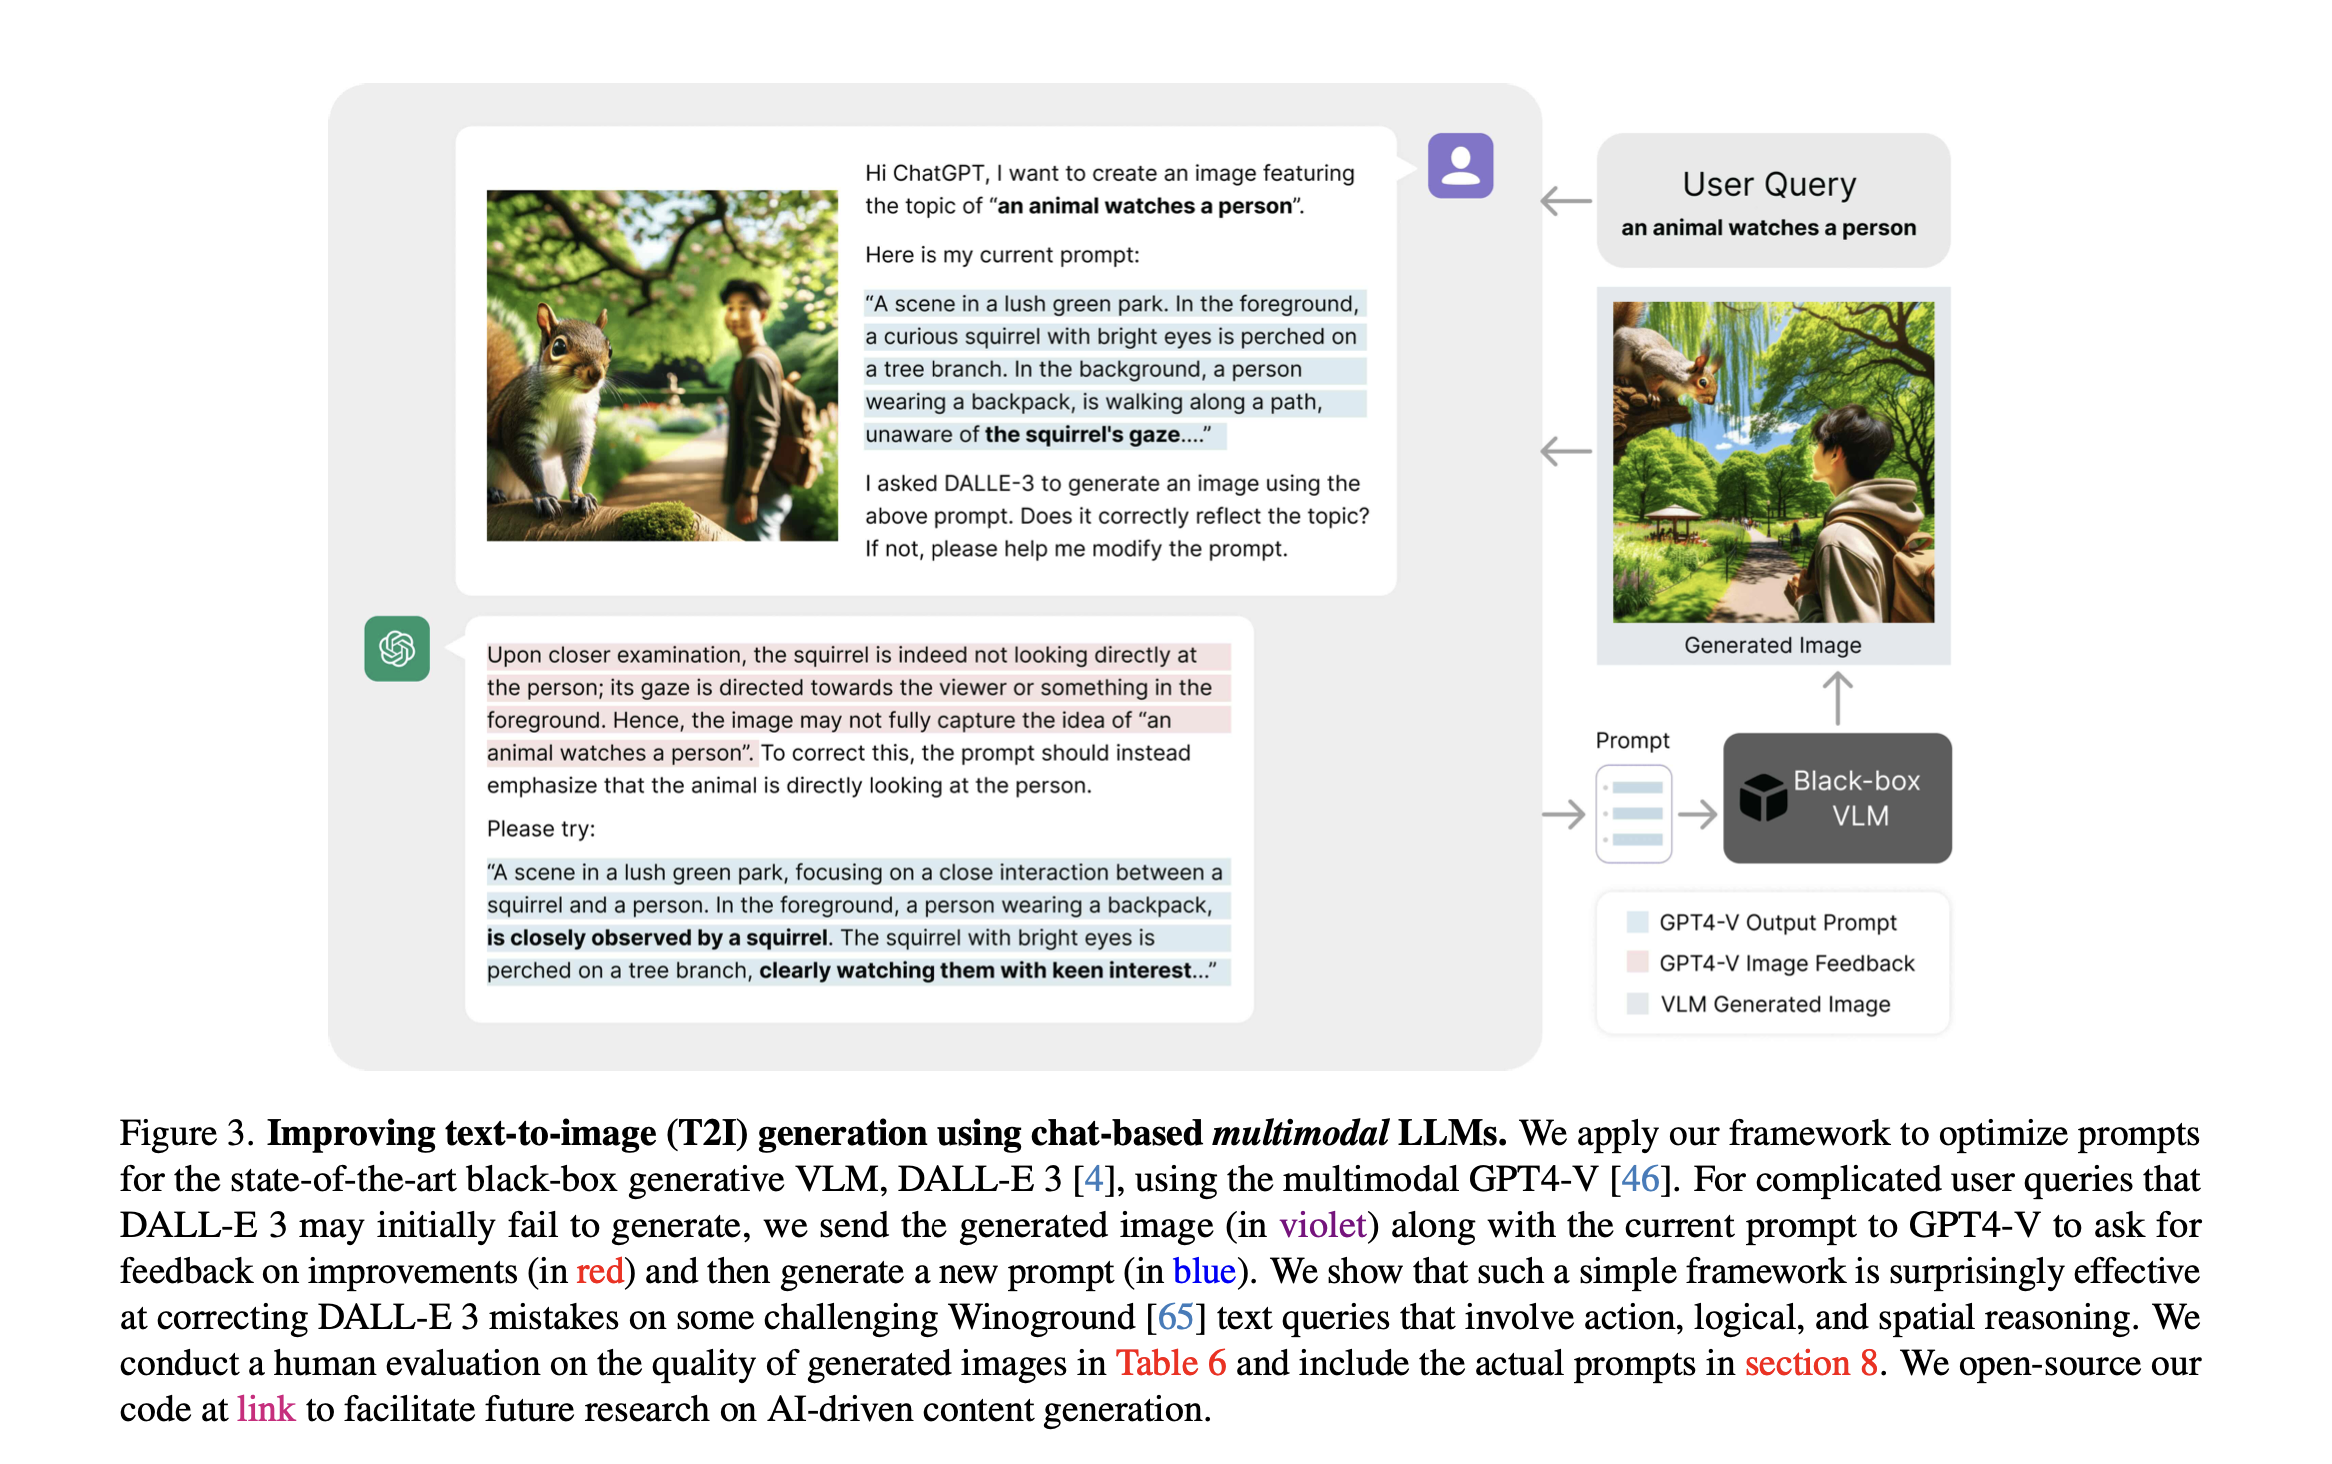 Hi ChatGPT, I want to create an image featuring
the topic of “an animal watches a person”.
Here is my current prompt:
“A scene in a lush green park. In the foreground,
a curious squirrel with bright eyes is perched on
a tree branch. In the background, a person
wearing a backpack, is walking along a path,
unaware of the squirrel's gaze....”
I asked DALLE-3 to generate an image using the
above prompt. Does it correctly reflect the topic?
If not, please help me modify the prompt.
Upon closer examination, the squirrel is indeed not looking directly at
the person; its gaze is directed towards the viewer or something in the
foreground. Hence, the image may not fully capture the idea of “an
animal watches a person”. To correct this, the prompt should instead
emphasize that the animal is directly looking at the person.
Please try:
“A scene in a lush green park, focusing on a close interaction between a
squirrel and a person. In the foreground, a person wearing a backpack,
is closely observed by a squirrel. The squirrel with bright eyes is
perched on a tree branch, clearly watching them with keen interest...”
User Query
an animal watches a person
Generated Image
Prompt
Black-box
VLM
GPT4-V Output Prompt
GPT4-V Image Feedback
VLM Generated Image
Figure 3. Improving text-to-image (T2I) generation using chat-based multimodal LLMs. We apply our framework to optimize prompts
for the state-of-the-art black-box generative VLM, DALL-E 3 [4], using the multimodal GPT4-V [46]. For complicated user queries that
DALL-E 3 may initially fail to generate, we send the generated image (in violet) along with the current prompt to GPT4-V to ask for
feedback on improvements (in red) and then generate a new prompt (in blue). We show that such a simple framework is surprisingly effective
at correcting DALL-E 3 mistakes on some challenging Winoground [65] text queries that involve action, logical, and spatial reasoning. We
conduct a human evaluation on the quality of generated images in Table 6 and include the actual prompts in section 8. We open-source our
code at link to facilitate future research on AI-driven content generation.